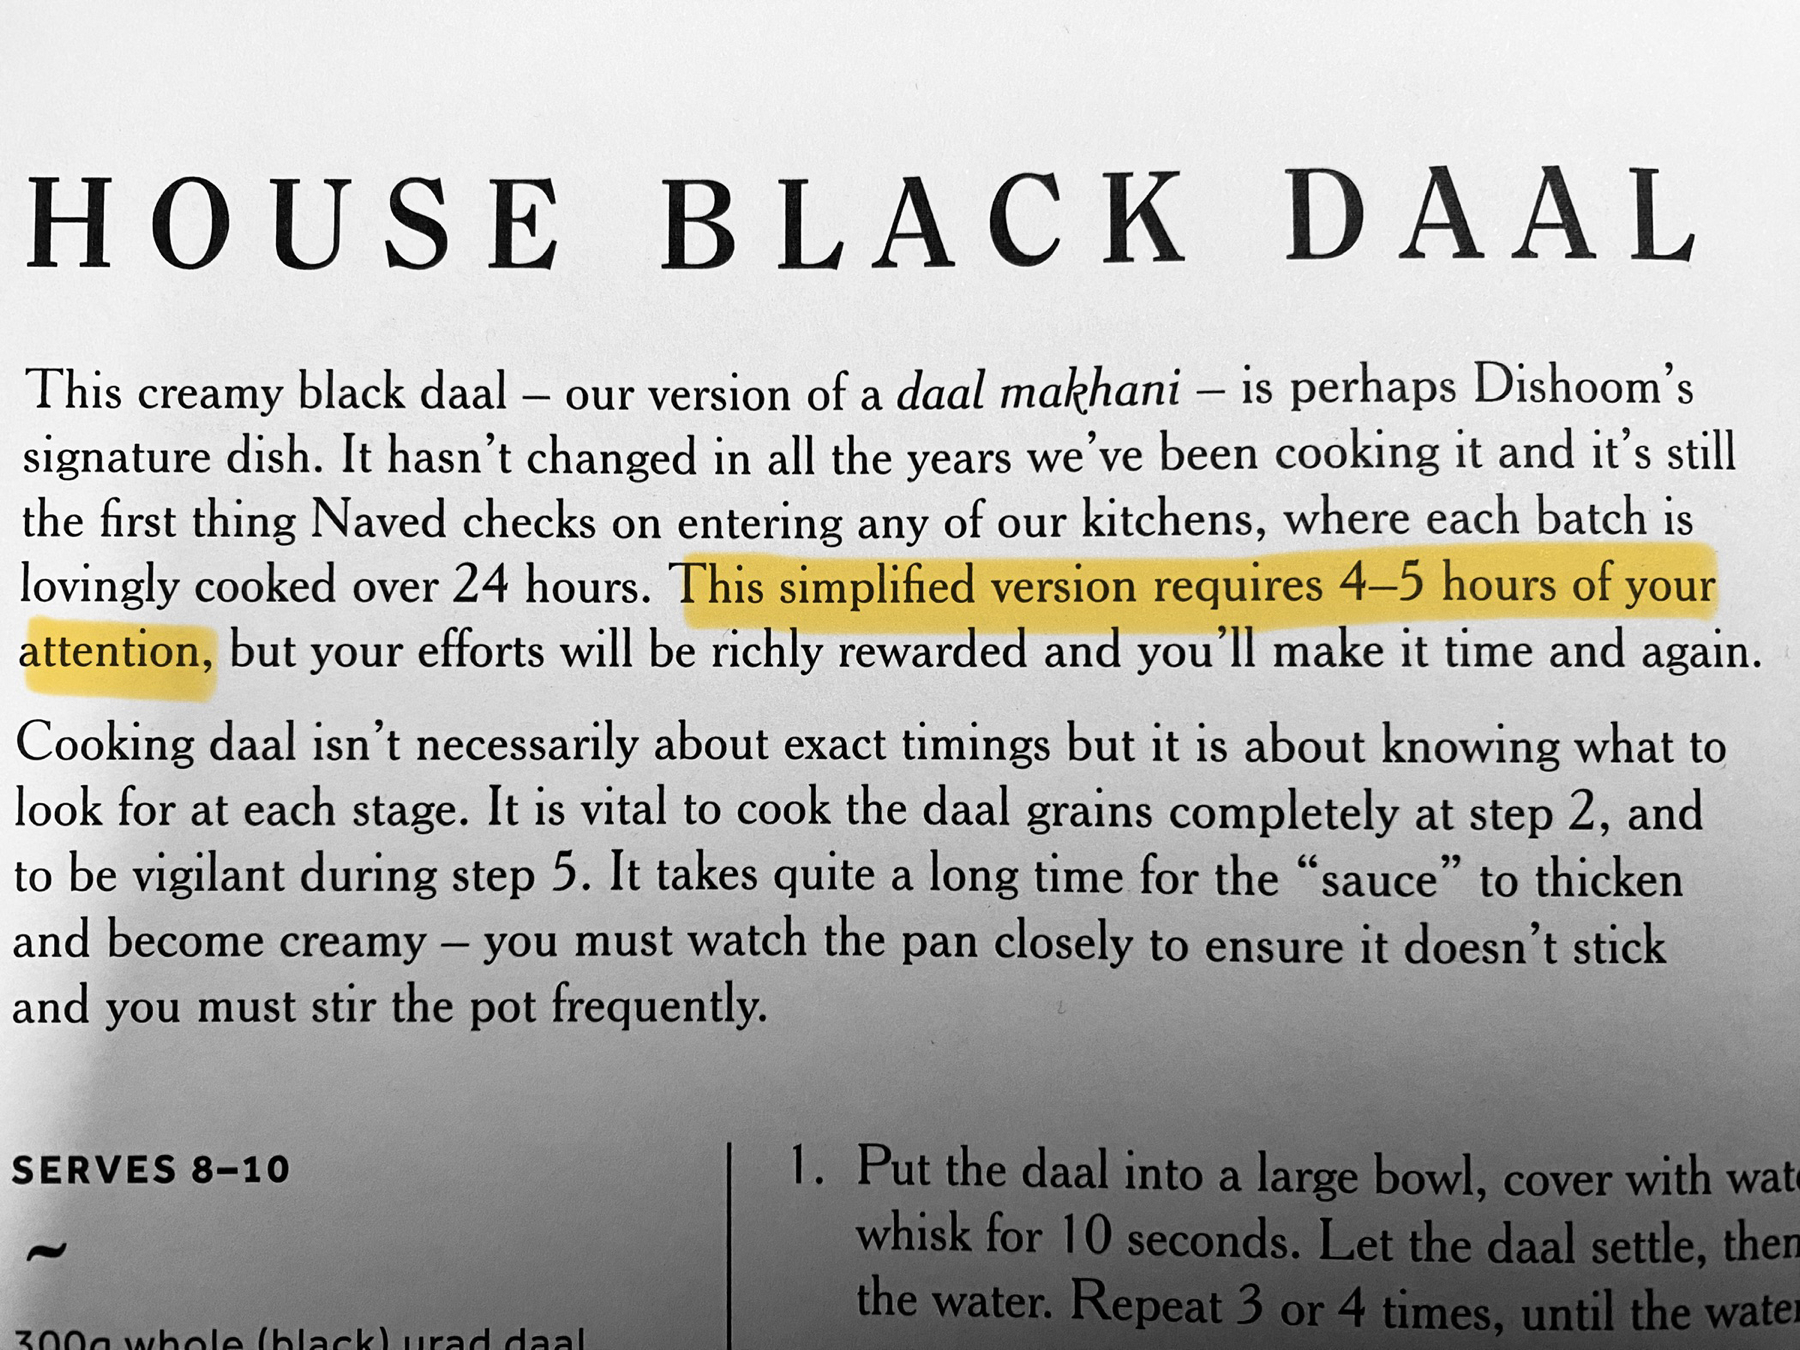 HOUSE BLACK DAAL
This creamy black daal – our version of a daal makhani – is perhaps Dishoom’s
signature dish. It hasn’t changed in all the years we’ve been cooking it and it’s still
the first thing Naved checks on entering any of our kitchens, where each batch is
lovingly cooked over 24 hours. This simplified version requires 4–5 hours of your
attention, but your efforts will be richly rewarded and you’ll make it time and again.
Cooking daal isn’t necessarily about exact timings but it is about knowing what to
look for at each stage. It is vital to cook the daal grains completely at step 2, and
to be vigilant during step 5. It takes quite a long time for the “sauce” to thicken
and become creamy – you must watch the pan closely to ensure it doesn’t stick
and you must stir the pot frequently.
SERVES 8–10
~
300g whole (black) urad daal
1. Put the daal into a large bowl, cover with
whisk for 10 seconds. Let the daal settle, then
the water. Repeat 3 or 4 times, until the water